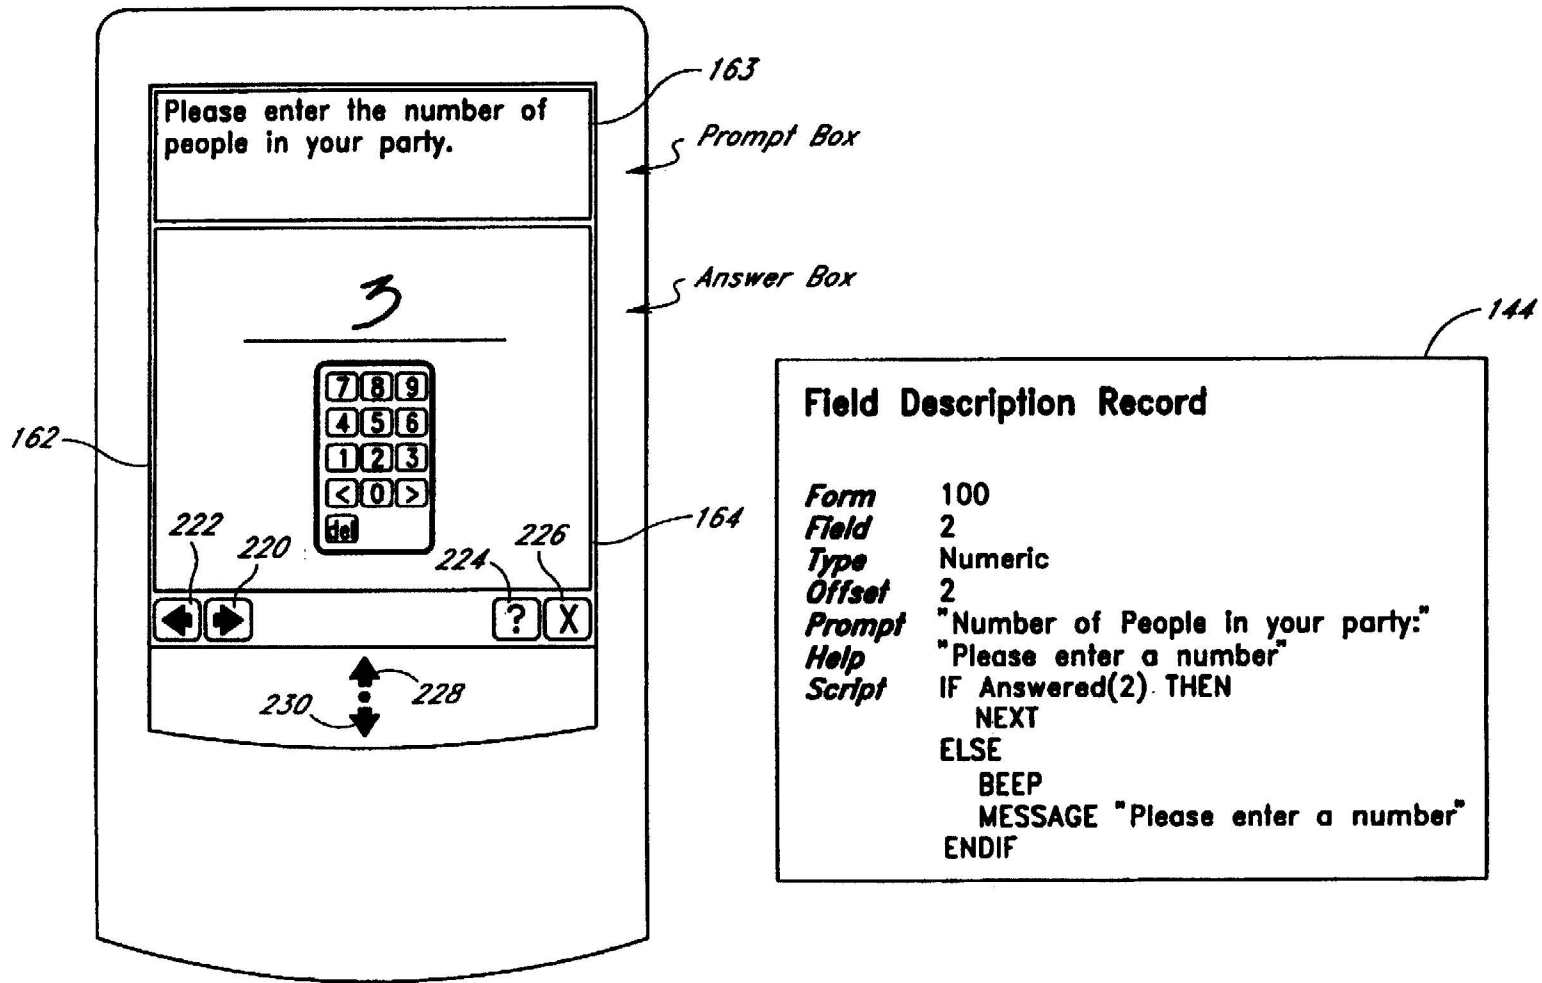 Please enter the number of
people in your party.
163
Prompt Box
3
Answer Box
7 8 9
4 5 6
1 2 3
< 0 >
del
162
222
220
224
226
164
? X
228
230
144
Field Description Record
Form 100
Field 2
Type Numeric
Offset 2
Prompt "Number of People in your party:"
Help "Please enter a number"
Script IF Answered(2) THEN
NEXT
ELSE
BEEP
MESSAGE "Please enter a number"
ENDIF